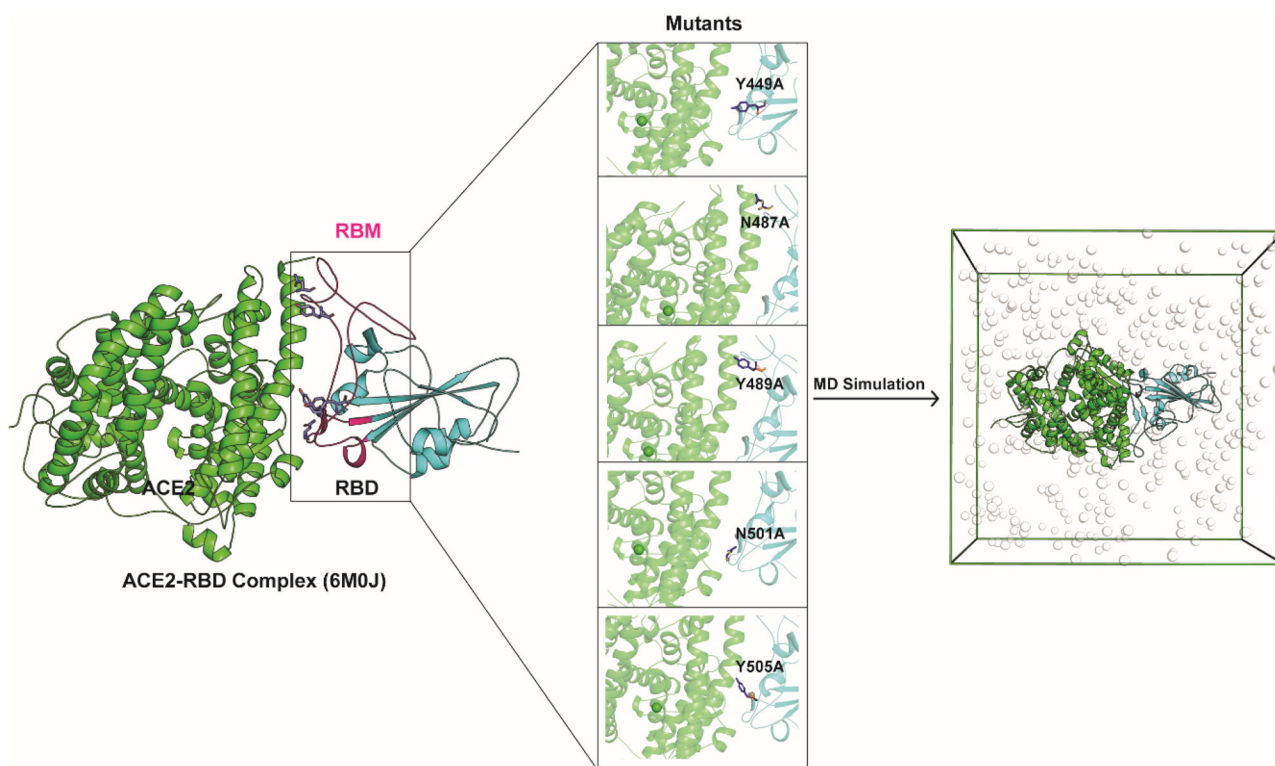 Mutants
Y449A
N487A
Y489A
N501A
Y505A
RBM
ACE2
RBD
ACE2-RBD Complex (6M0J)
MD Simulation